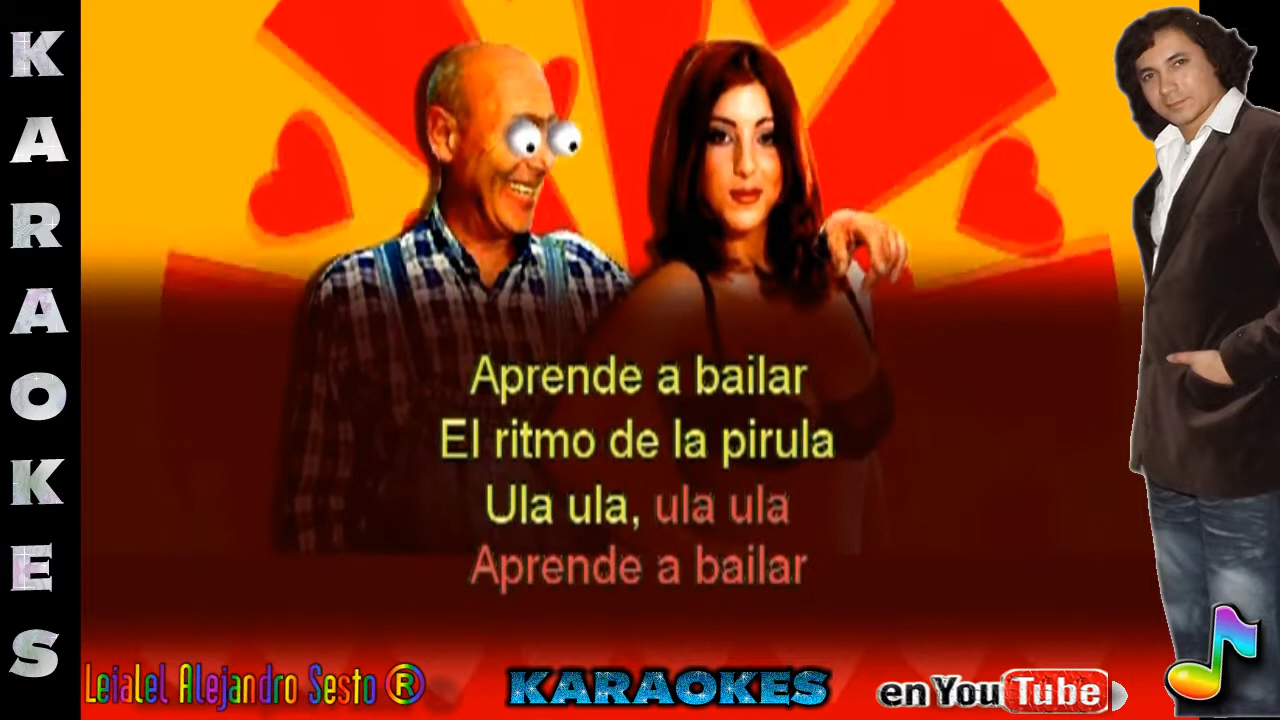 KARAOKES
Aprende a bailar
El ritmo de la pirula
Ula ula, ula ula
Aprende a bailar
Leialel Alejandro Sesto ®
KARAOKES
en YouTube